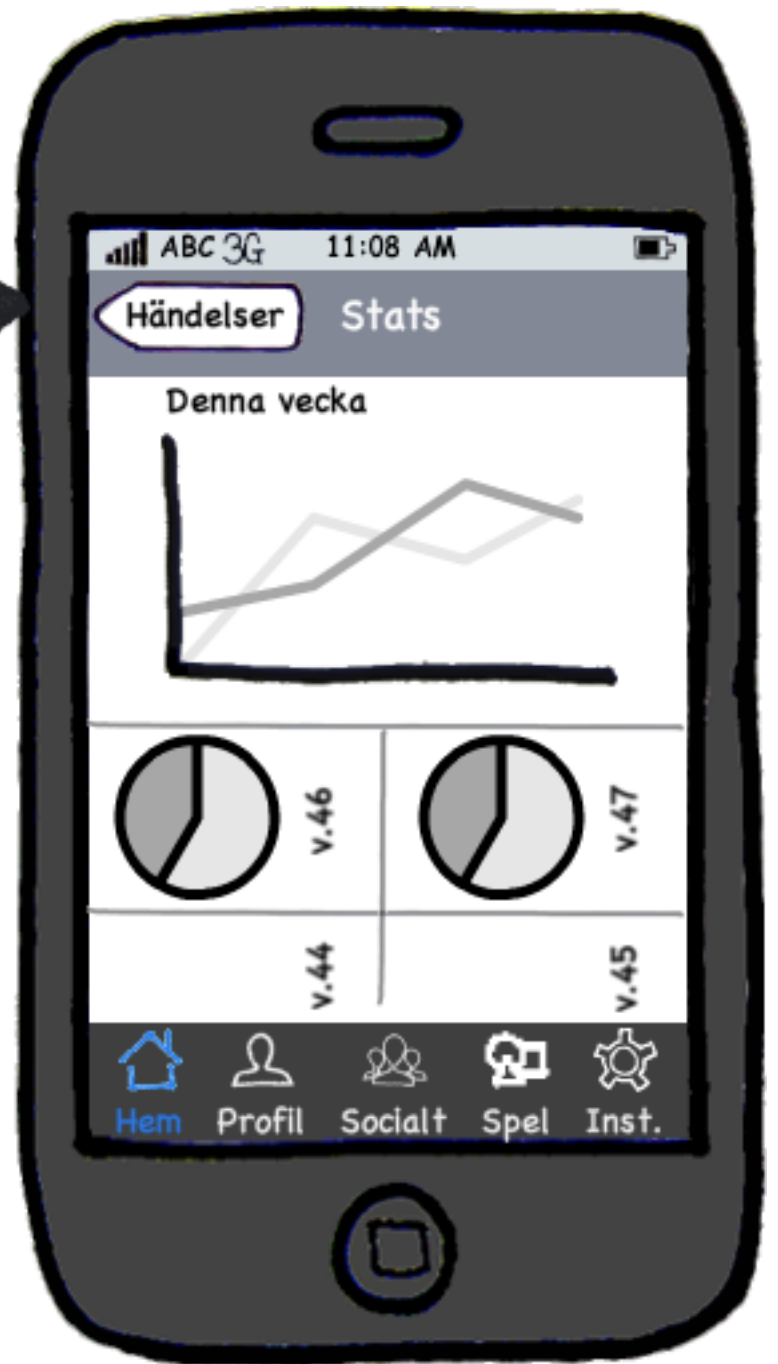 ABC 3G 11:08 AM
Händelser Stats
Denna vecka
v.46 v.47
v.44 v.45
Hem Profil Socialt Spel Inst.